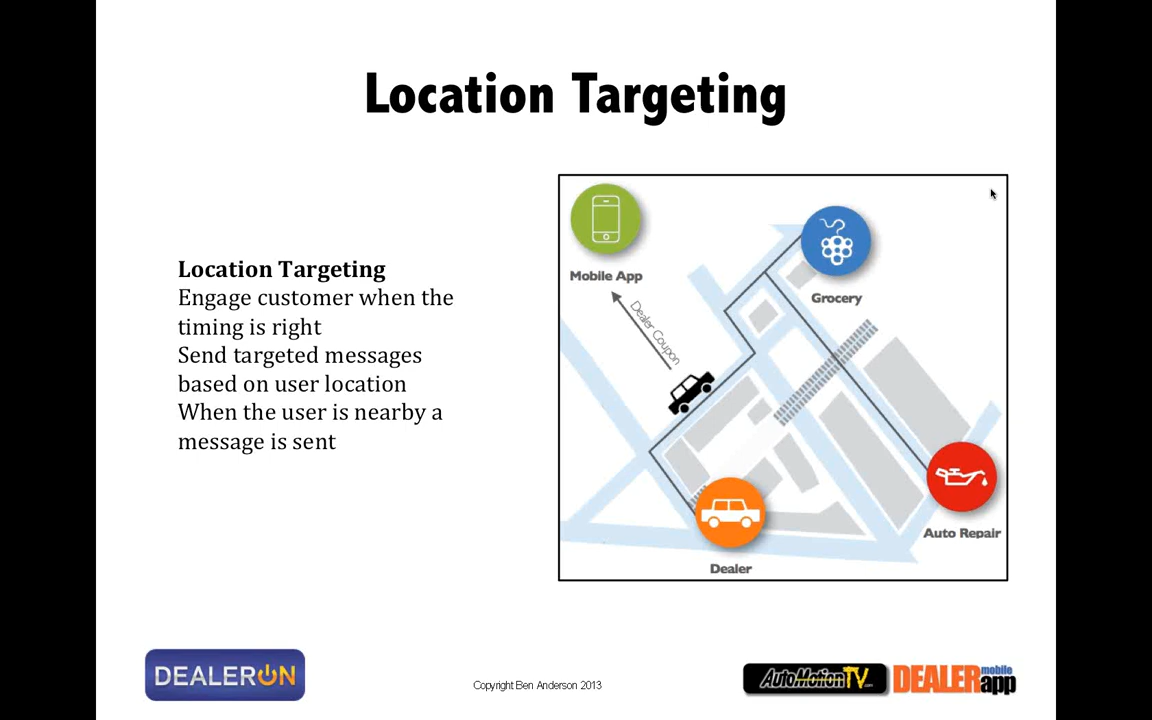 Location Targeting
Location Targeting
Engage customer when the
timing is right
Send targeted messages
based on user location
When the user is nearby a
message is sent
Mobile App
Grocery
Dealer Coupon
Auto Repair
Dealer
DEALERON
Copyright Ben Anderson 2013
AutoMotionTV.com
DEALER mobile
app